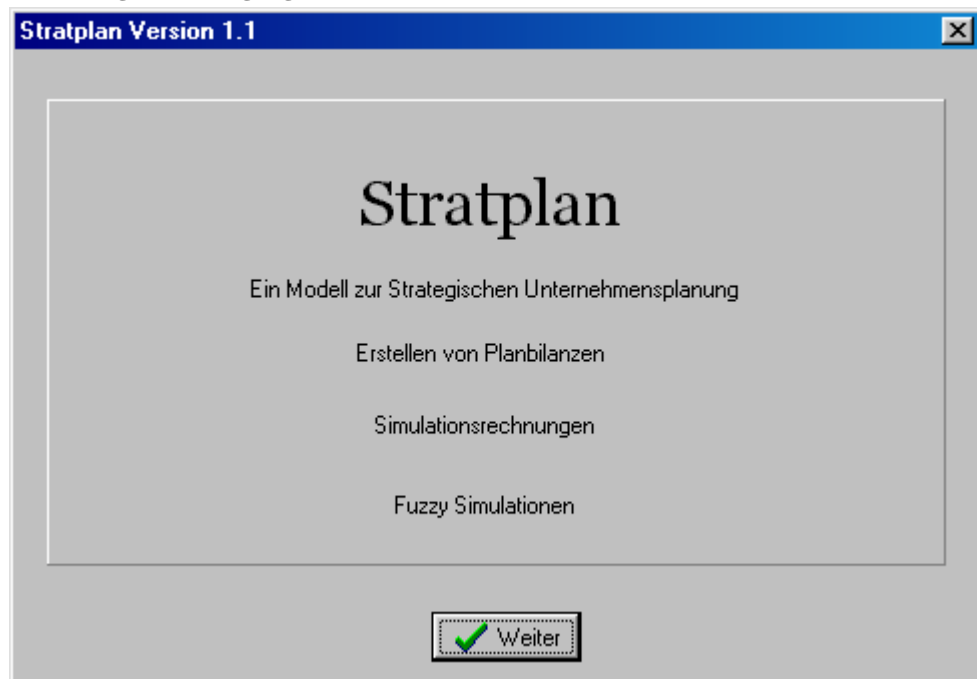 Stratplan Version 1.1
Stratplan
Ein Modell zur Strategischen Unternehmensplanung
Erstellen von Planbilanzen
Simulationsrechnungen
Fuzzy Simulationen
Weiter